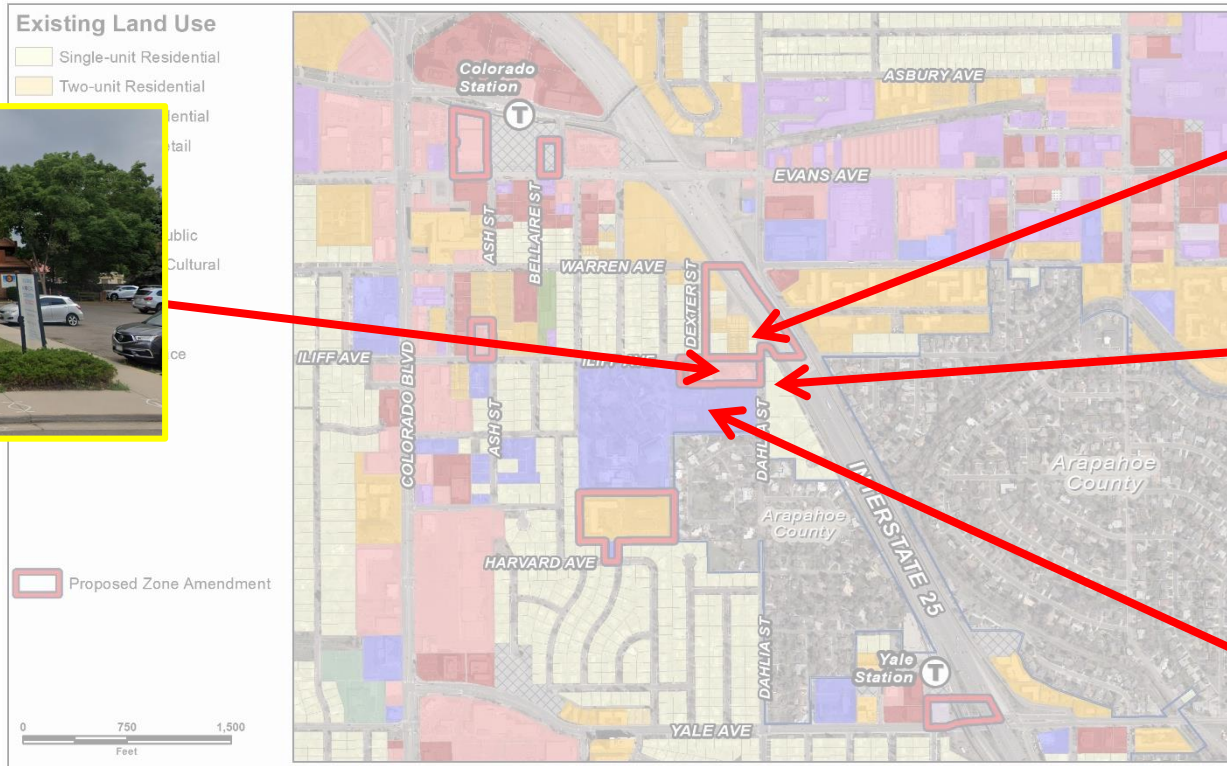 Existing Land Use
Single-unit Residential
Two-unit Residential
dential
etail
ublic
Cultural
ce
Proposed Zone Amendment
0 750 1,500
Feet
Colorado
Station
T
ASBURY AVE
EVANS AVE
ASH ST
BELLAIRE ST
WARREN AVE
DEXTER ST
ILIFF AVE
ILIFF AVE
COLORADO BLVD
ASH ST
DAHLIA ST
INTERSTATE 25
Arapahoe
County
Arapahoe
County
HARVARD AVE
DAHLIA ST
Yale
Station
T
YALE AVE